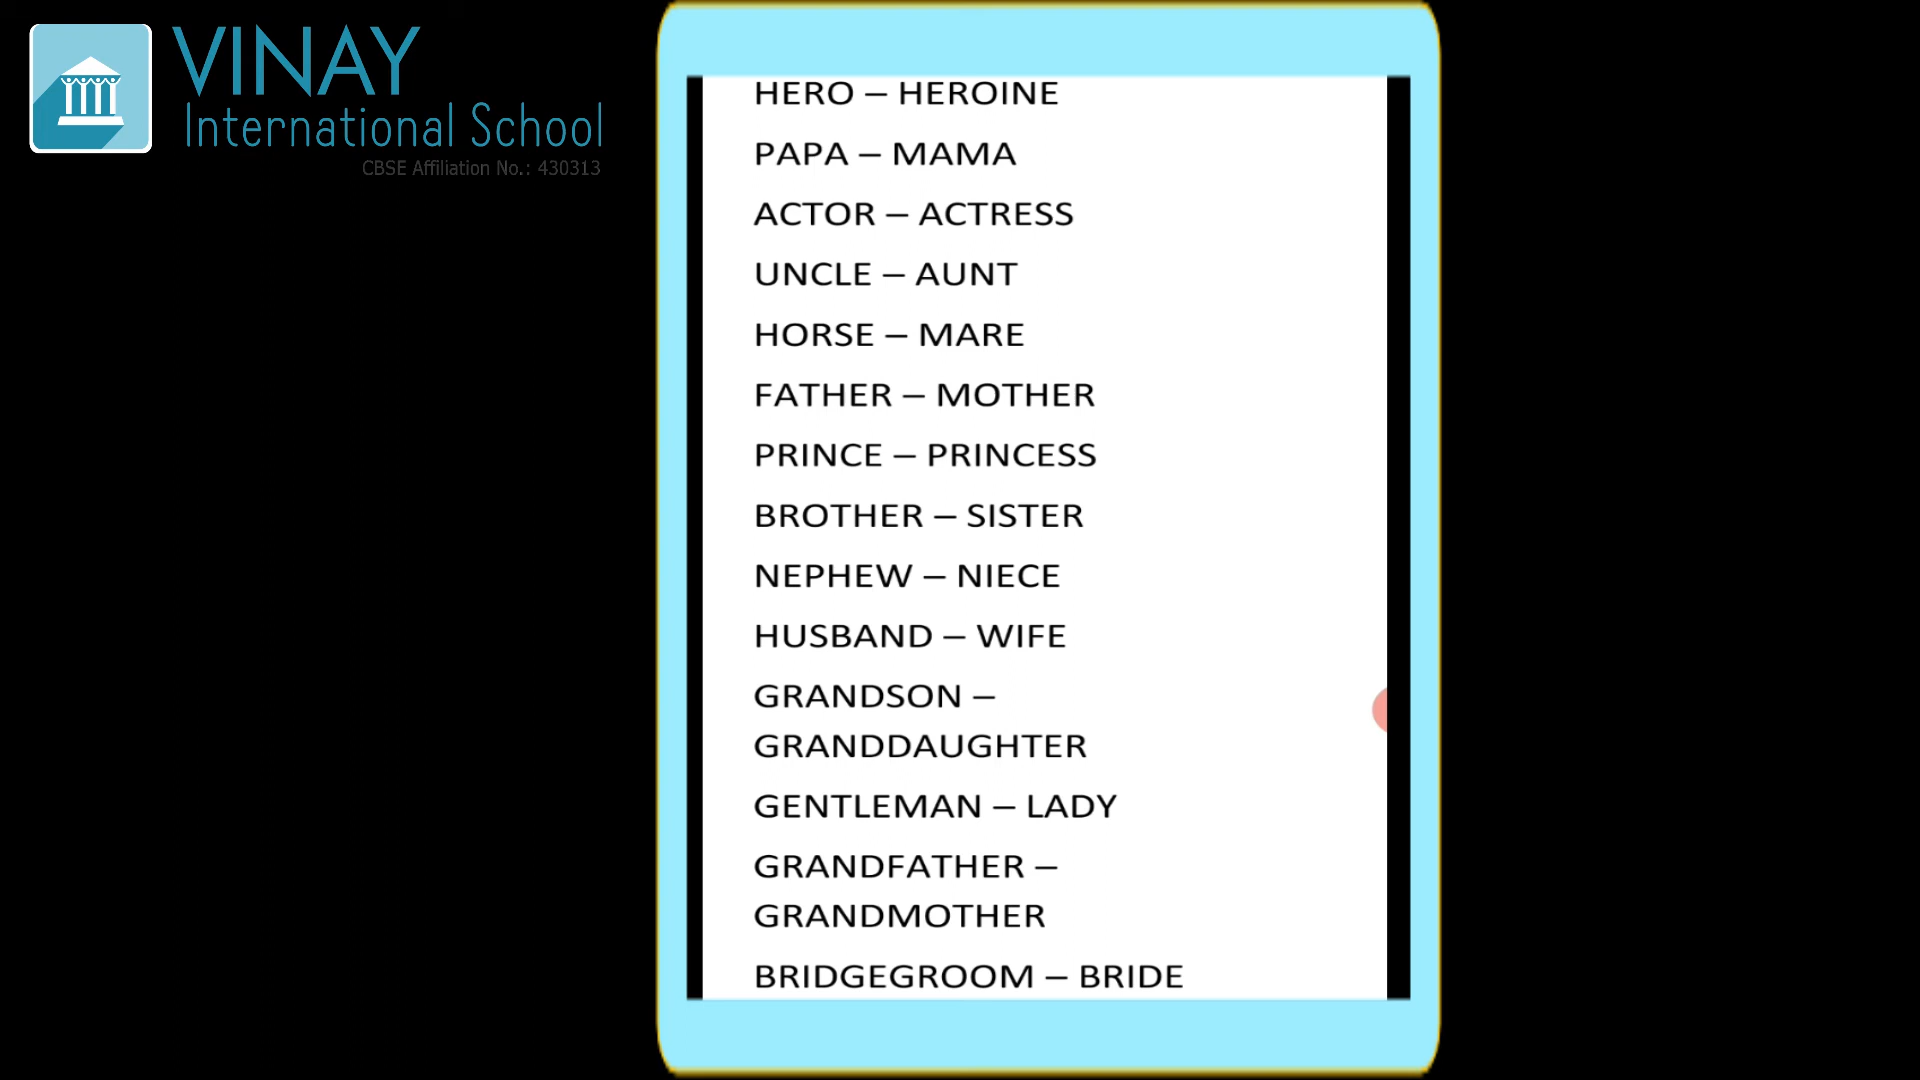 VINAY
International School
CBSE Affiliation No.: 430313
HERO – HEROINE
PAPA – MAMA
ACTOR – ACTRESS
UNCLE – AUNT
HORSE – MARE
FATHER – MOTHER
PRINCE – PRINCESS
BROTHER – SISTER
NEPHEW – NIECE
HUSBAND – WIFE
GRANDSON –
GRANDDAUGHTER
GENTLEMAN – LADY
GRANDFATHER –
GRANDMOTHER
BRIDGEGROOM – BRIDE